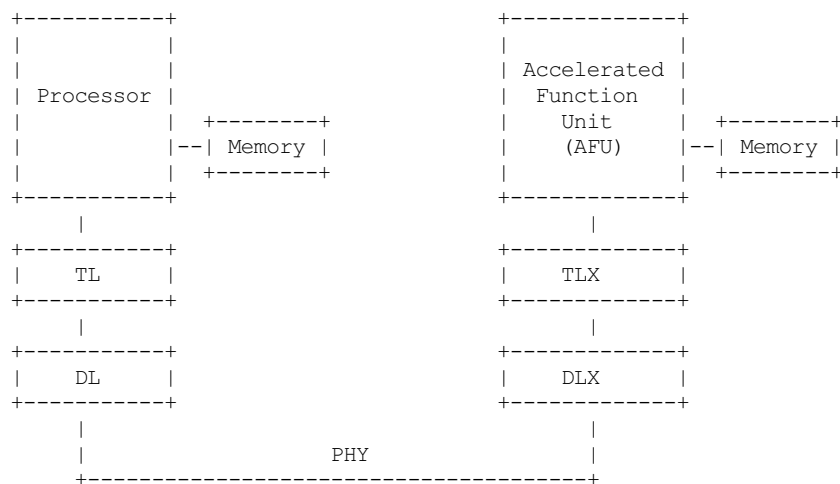 Processor
Memory
Accelerated
Function
Unit
(AFU)
Memory
TL
TLX
DL
DLX
PHY